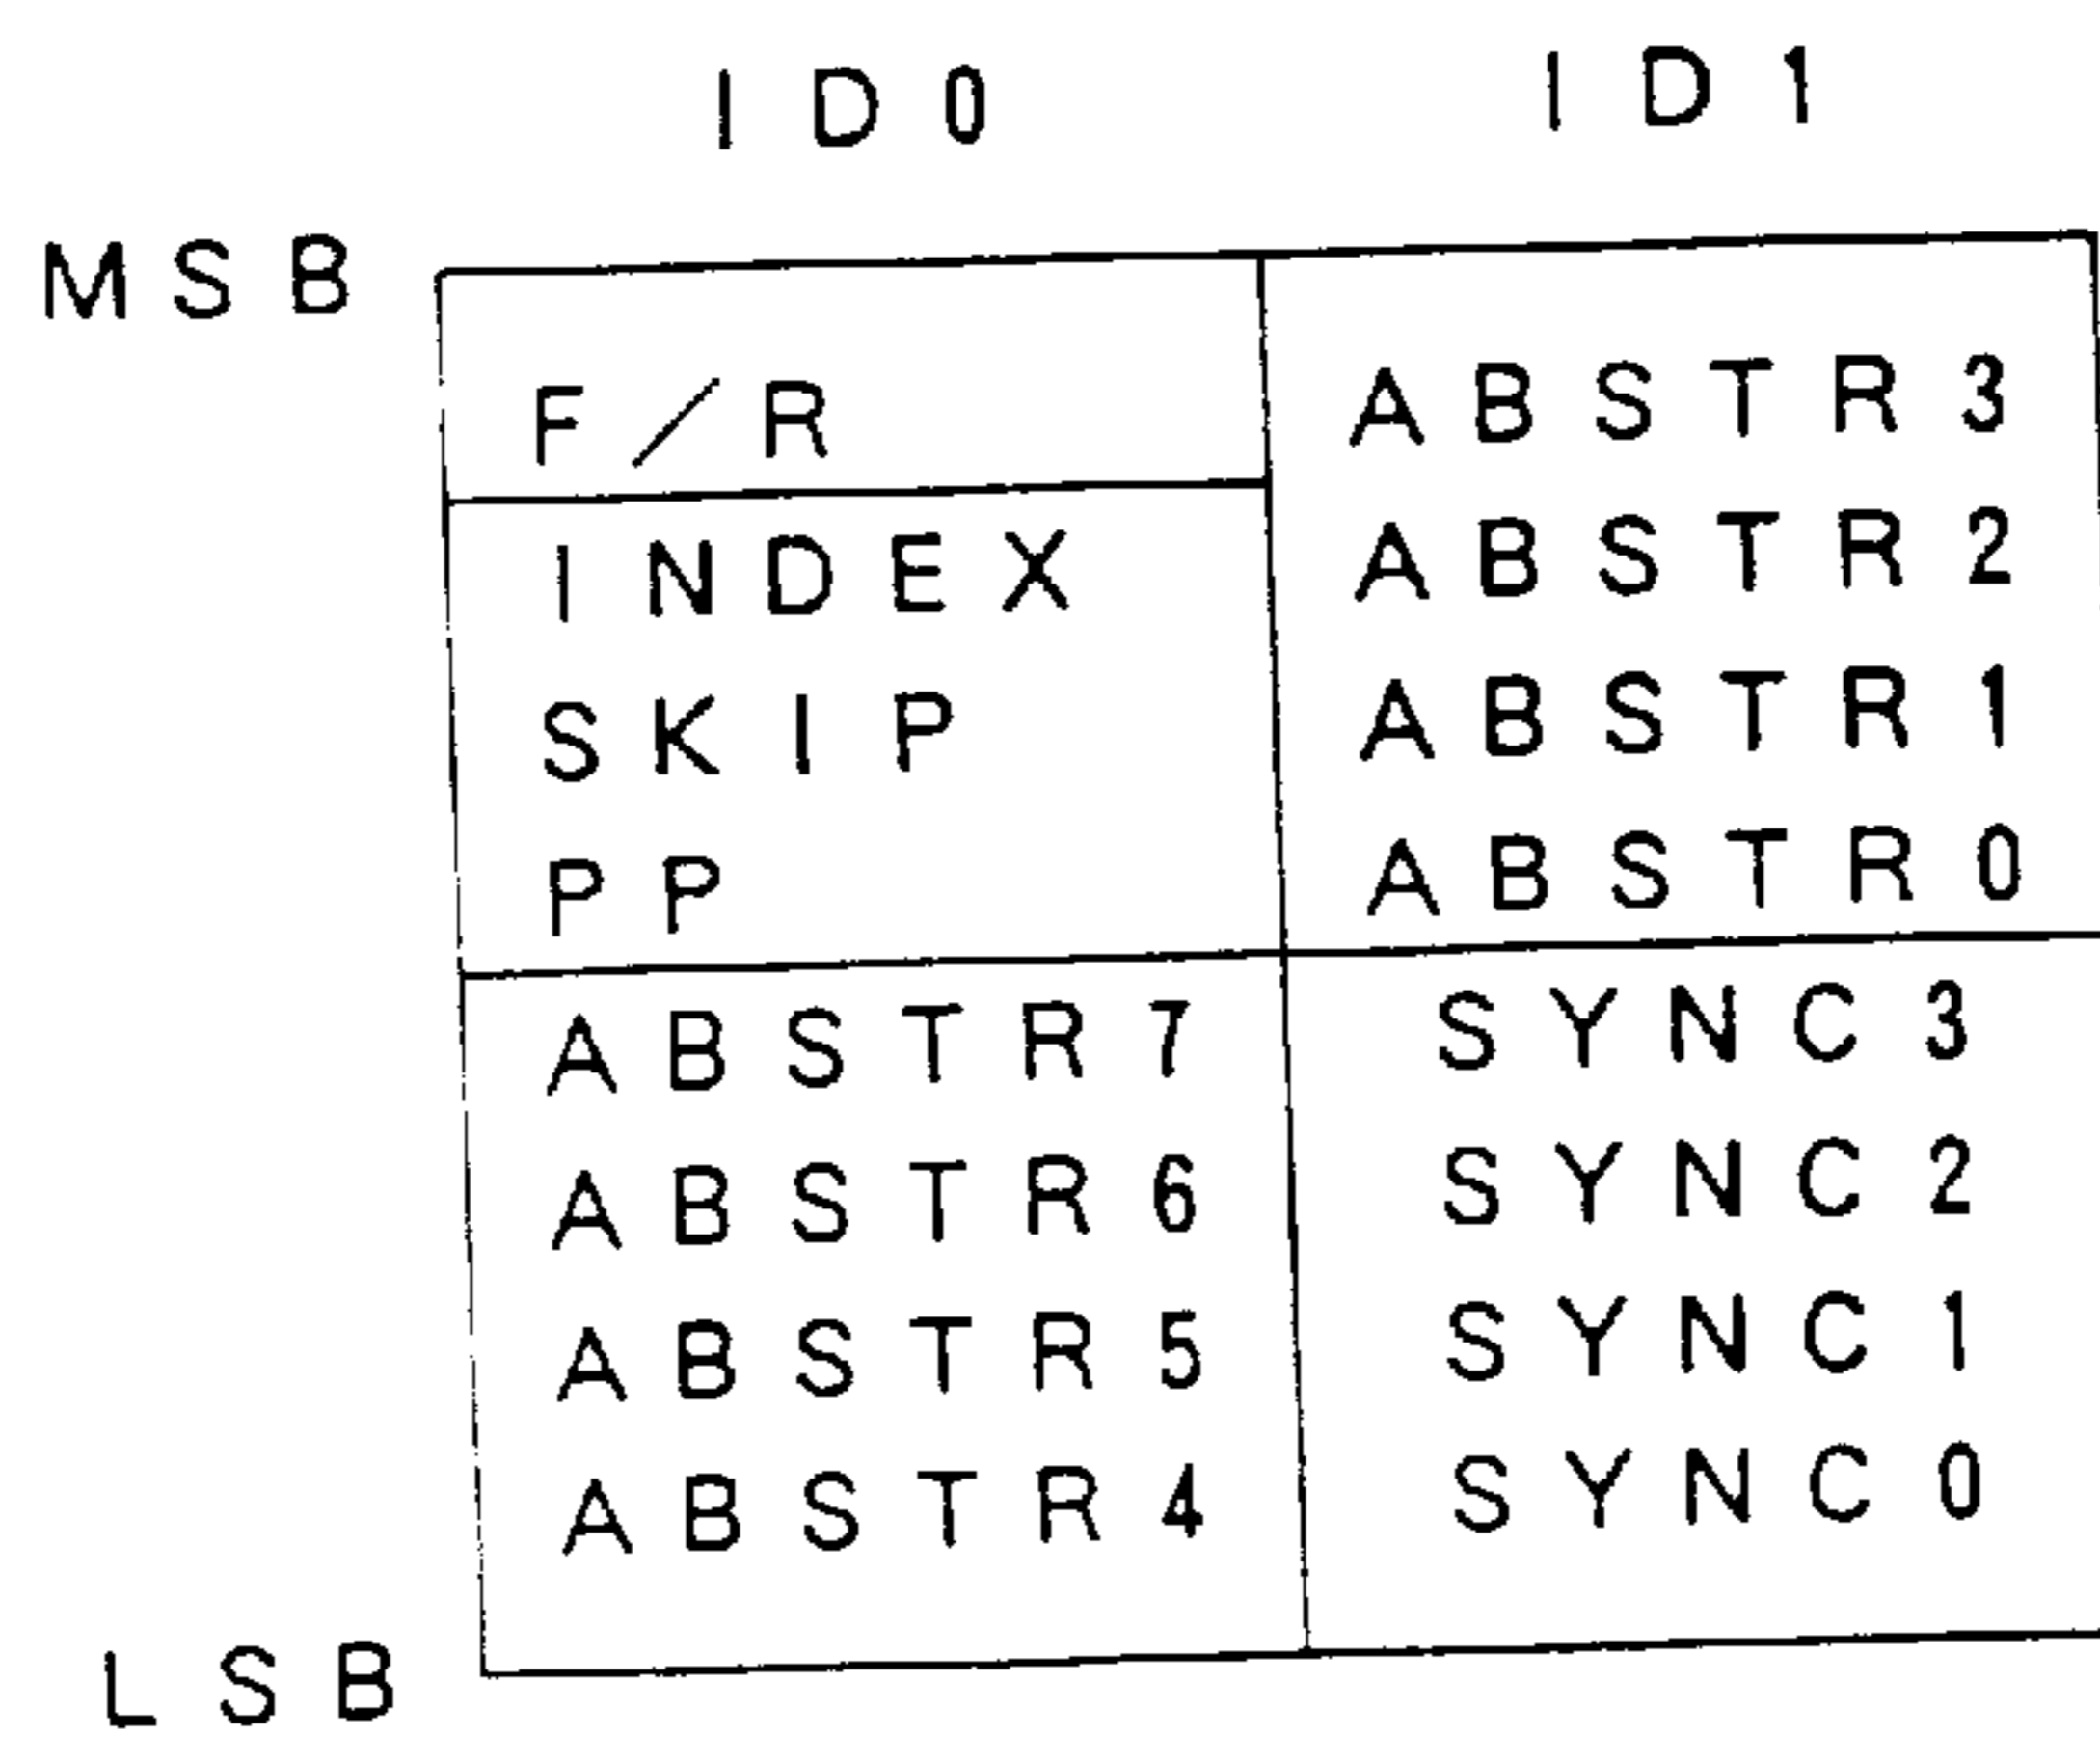 ID0 ID1
MSB
F/R ABSTR3
INDEX ABSTR2
SKIP ABSTR1
PP ABSTR0
ABSTR7 SYNC3
ABSTR6 SYNC2
ABSTR5 SYNC1
ABSTR4 SYNC0
LSB